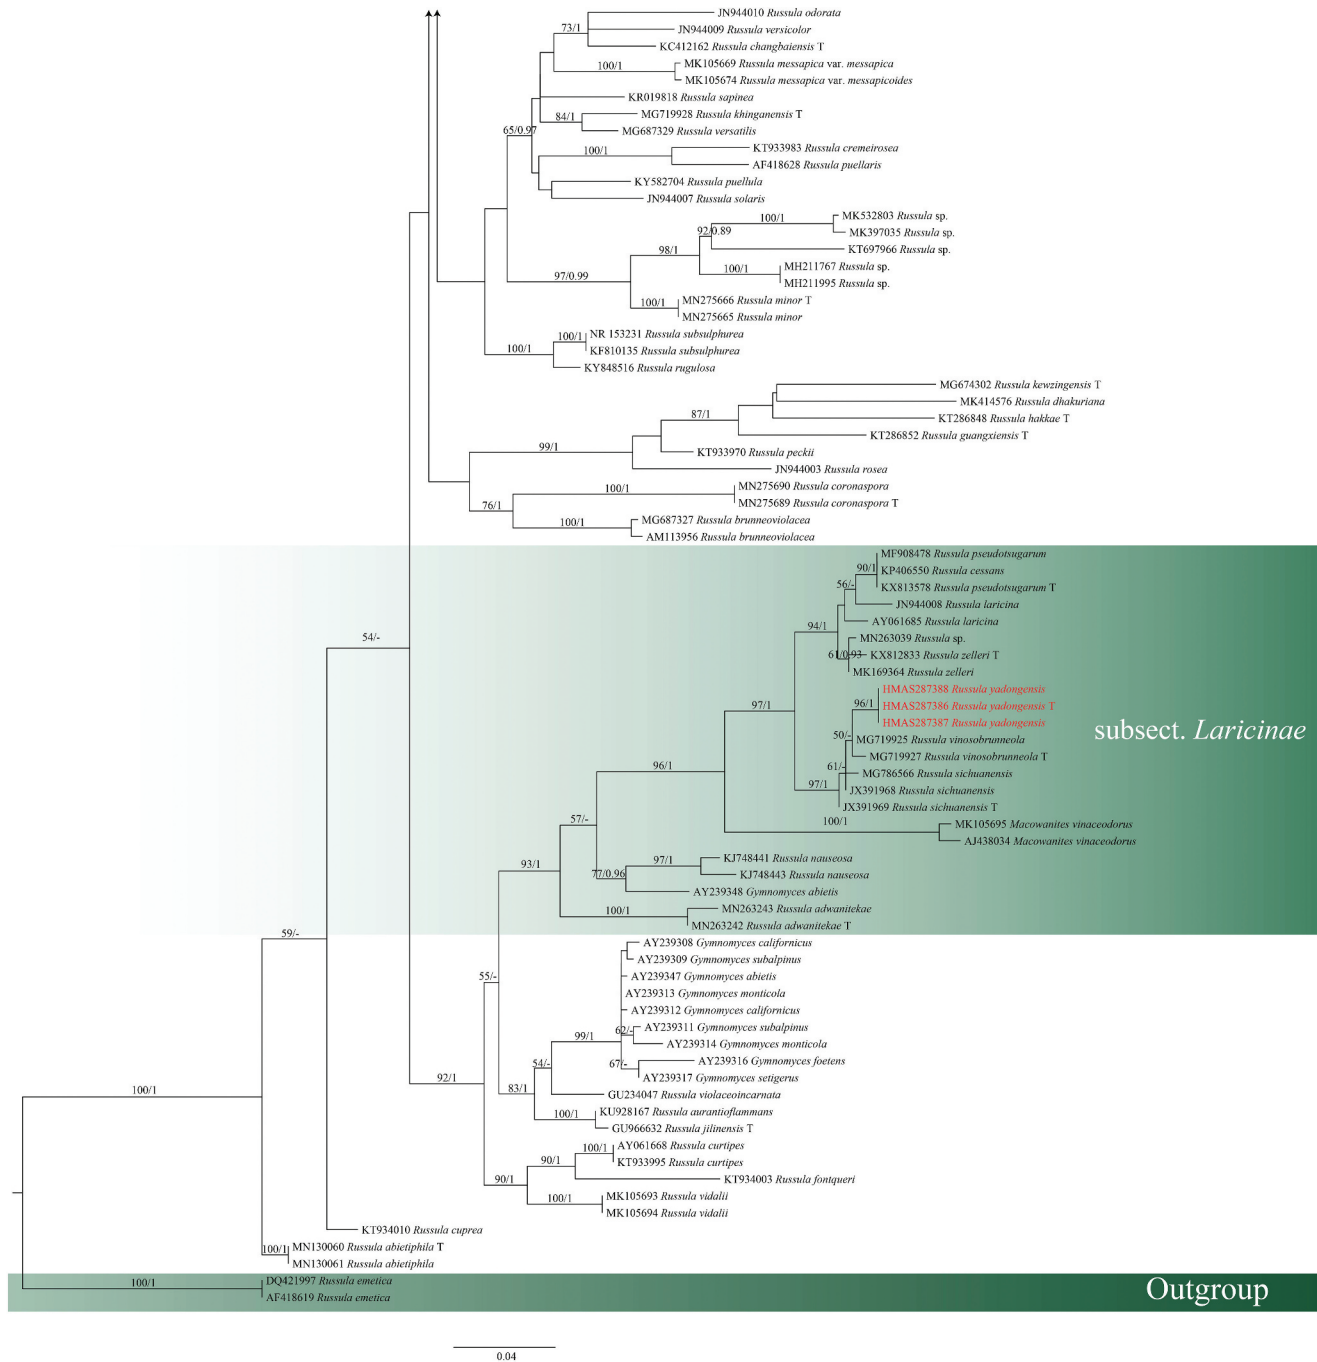 JN944010 Russula odorata
73/1
JN944009 Russula versicolor
KC412162 Russula changbaiensis T
MK105669 Russula messapica var. messapica
100/1
MK105674 Russula messapica var. messapicoides
KR019818 Russula sapinea
MG719928 Russula khinganensis T
84/1
65/0.97
MG687329 Russula versatilis
KT933983 Russula cremeirosea
100/1
AF418628 Russula puellaris
KY582704 Russula puellula
JN944007 Russula solaris
MK532803 Russula sp.
100/1
92/0.89
MK397035 Russula sp.
98/1
KT697966 Russula sp.
MH211767 Russula sp.
100/1
97/0.99
MH211995 Russula sp.
MN275666 Russula minor T
100/1
MN275665 Russula minor
NR 153231 Russula subsulphurea
100/1
KF810135 Russula subsulphurea
100/1
KY848516 Russula rugulosa
MG674302 Russula kewzingensis T
MK414576 Russula dhakuriana
87/1
KT286848 Russula hakkae T
KT286852 Russula guangxiensis T
99/1
KT933970 Russula peckii
JN944003 Russula rosea
MN275690 Russula coronaspora
100/1
MN275689 Russula coronaspora T
76/1
MG687327 Russula brunneoviolacea
100/1
AM113956 Russula brunneoviolacea
MF908478 Russula pseudotsugarum
90/1
KP406550 Russula cessans
56/-
KX813578 Russula pseudotsugarum T
JN944008 Russula laricina
94/1
AY061685 Russula laricina
54/-
MN263039 Russula sp.
61/0.93
KX812833 Russula zelleri T
MK169364 Russula zelleri
HMAS287388 Russula yadongensis
97/1
96/1
HMAS287386 Russula yadongensis T
HMAS287387 Russula yadongensis
subsect. Laricinae
50/-
MG719925 Russula vinosobrunneola
MG719927 Russula vinosobrunneola T
96/1
61/-
MG786566 Russula sichuanensis
97/1
JX391968 Russula sichuanensis
JX391969 Russula sichuanensis T
57/-
100/1
MK105695 Macowanites vinaceodorus
AJ438034 Macowanites vinaceodorus
93/1
97/1
KJ748441 Russula nauseosa
77/0.96
KJ748443 Russula nauseosa
AY239348 Gymnomyces abietis
100/1
MN263243 Russula adwanitekae
MN263242 Russula adwanitekae T
59/-
AY239308 Gymnomyces californicus
AY239309 Gymnomyces subalpinus
55/-
AY239347 Gymnomyces abietis
AY239313 Gymnomyces monticola
AY239312 Gymnomyces californicus
AY239311 Gymnomyces subalpinus
99/1
62/-
AY239314 Gymnomyces monticola
54/-
67/-
AY239316 Gymnomyces foetens
92/1
AY239317 Gymnomyces setigerus
100/1
83/1
GU234047 Russula violaceoincarnata
KU928167 Russula aurantioflammans
100/1
GU966632 Russula jilinensis T
100/1
AY061668 Russula curtipes
90/1
KT933995 Russula curtipes
90/1
KT934003 Russula fontqueri
100/1
MK105693 Russula vidalii
MK105694 Russula vidalii
KT934010 Russula cuprea
100/1
MN130060 Russula abietiphila T
MN130061 Russula abietiphila
100/1
DQ421997 Russula emetica
AF418619 Russula emetica
Outgroup
0.04